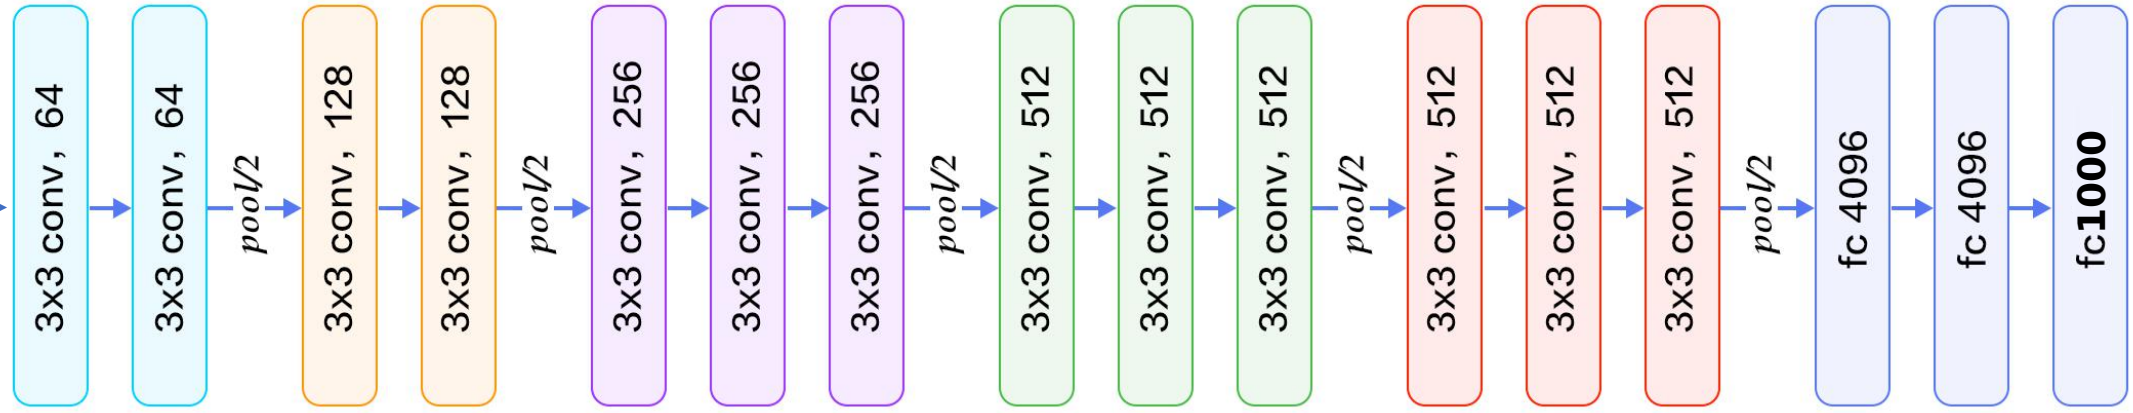 3x3 conv, 64
3x3 conv, 64
pool/2
3x3 conv, 128
3x3 conv, 128
pool/2
3x3 conv, 256
3x3 conv, 256
3x3 conv, 256
pool/2
3x3 conv, 512
3x3 conv, 512
3x3 conv, 512
pool/2
3x3 conv, 512
3x3 conv, 512
3x3 conv, 512
pool/2
fc 4096
fc 4096
fc1000